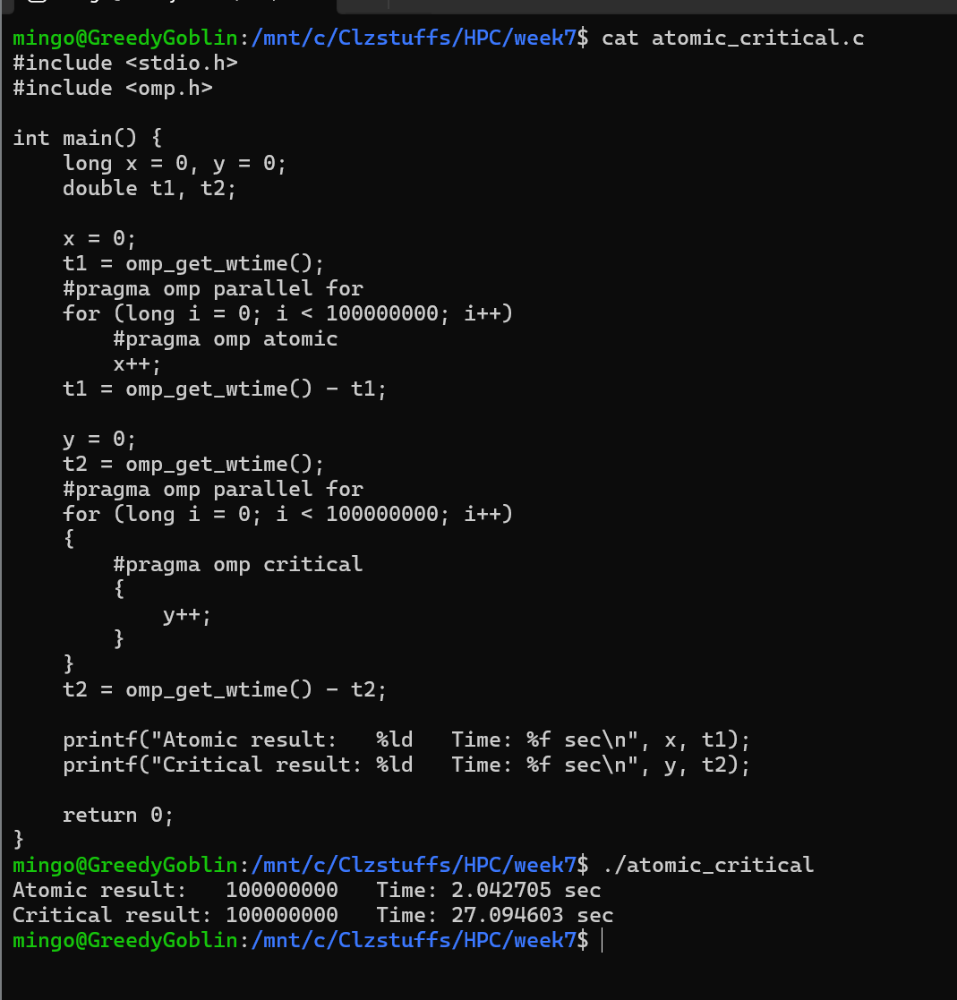 mingo@GreedyGoblin:/mnt/c/Clzstuffs/HPC/week7$ cat atomic_critical.c
#include <stdio.h>
#include <omp.h>

int main() {
    long x = 0, y = 0;
    double t1, t2;

    x = 0;
    t1 = omp_get_wtime();
    #pragma omp parallel for
    for (long i = 0; i < 100000000; i++)
        #pragma omp atomic
        x++;
    t1 = omp_get_wtime() - t1;

    y = 0;
    t2 = omp_get_wtime();
    #pragma omp parallel for
    for (long i = 0; i < 100000000; i++)
    {
        #pragma omp critical
        {
            y++;
        }
    }
    t2 = omp_get_wtime() - t2;

    printf("Atomic result:   %ld   Time: %f sec\n", x, t1);
    printf("Critical result: %ld   Time: %f sec\n", y, t2);

    return 0;
}
mingo@GreedyGoblin:/mnt/c/Clzstuffs/HPC/week7$ ./atomic_critical
Atomic result:   100000000   Time: 2.042705 sec
Critical result: 100000000   Time: 27.094603 sec
mingo@GreedyGoblin:/mnt/c/Clzstuffs/HPC/week7$